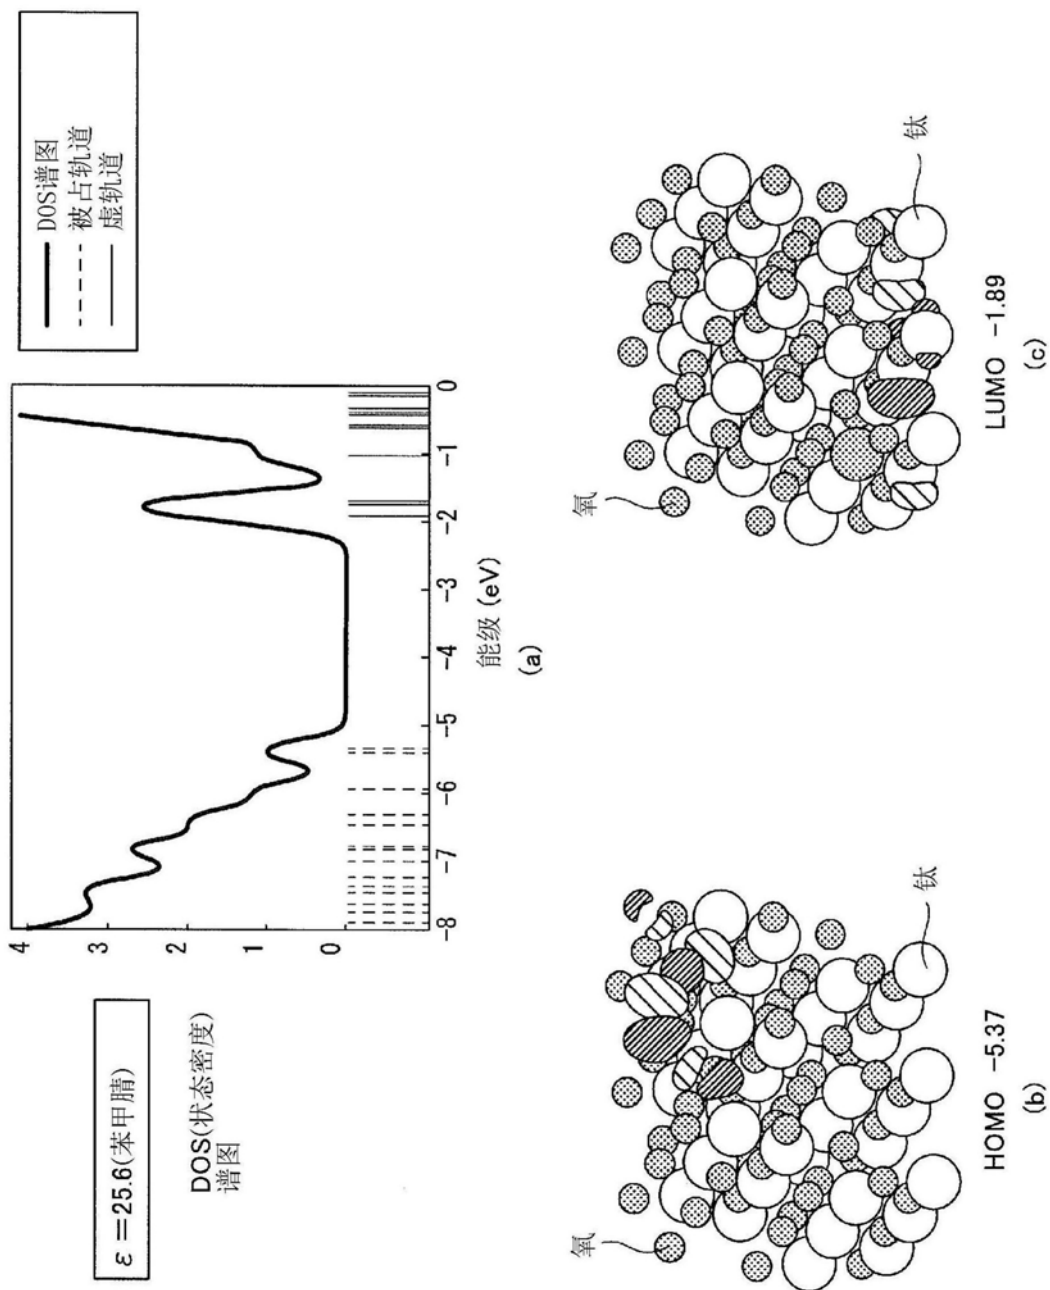 ε=25.6(苯甲腈)
DOS谱图
被占轨道
虚轨道
DOS(状态密度)
谱图
4
3
2
1
0
-8 -7 -6 -5 -4 -3 -2 -1 0
能级 (eV)
(a)
氧
钛
HOMO -5.37
(b)
氧
钛
LUMO -1.89
(c)